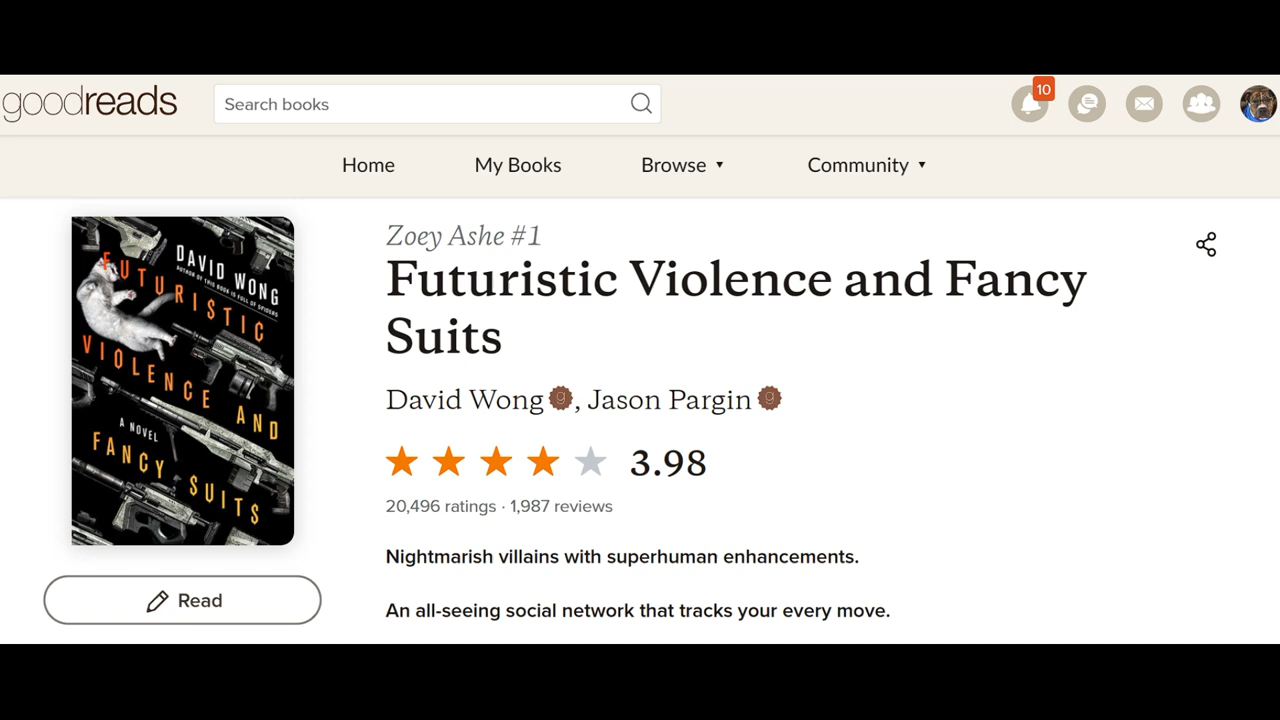 goodreads
Search books
10
Home
My Books
Browse
Community
DAVID WONG
AUTHOR OF THIS BOOK IS FULL OF SPIDERS
FUTURISTIC
VIOLENCE AND
A NOVEL
FANCY SUITS
Read
Zoey Ashe #1
Futuristic Violence and Fancy
Suits
David Wong, Jason Pargin
3.98
20,496 ratings · 1,987 reviews
Nightmarish villains with superhuman enhancements.
An all-seeing social network that tracks your every move.